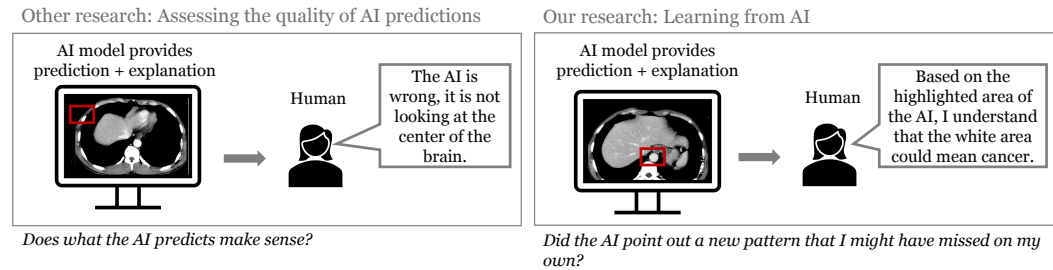 Other research: Assessing the quality of AI predictions
AI model provides
prediction + explanation
Human
The AI is
wrong, it is not
looking at the
center of the
brain.
Does what the AI predicts make sense?
Our research: Learning from AI
AI model provides
prediction + explanation
Human
Based on the
highlighted area of
the AI, I understand
that the white area
could mean cancer.
Did the AI point out a new pattern that I might have missed on my
own?